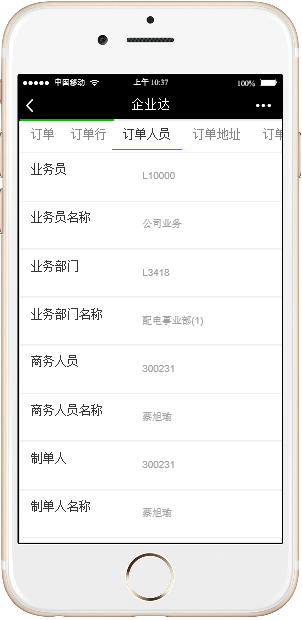 中国移动 上午 10:37 100%
企业达
订单 订单行 订单人员 订单地址 订单
业务员 L10000
业务员名称 公司业务
业务部门 L3418
业务部门名称 配电事业部(1)
商务人员 300231
商务人员名称 蔡旭瑜
制单人 300231
制单人名称 蔡旭瑜